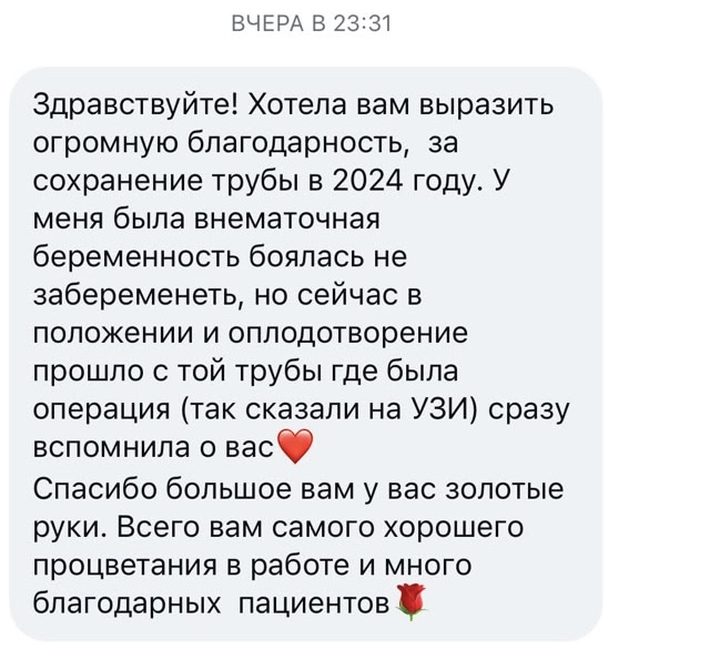 ВЧЕРА В 23:31
Здравствуйте! Хотела вам выразить
огромную благодарность,  за
сохранение трубы в 2024 году. У
меня была внематочная
беременность боялась не
забеременеть, но сейчас в
положении и оплодотворение
прошло с той трубы где была
операция (так сказали на УЗИ) сразу
вспомнила о вас❤️
Спасибо большое вам у вас золотые
руки. Всего вам самого хорошего
процветания в работе и много
благодарных  пациентов🌹